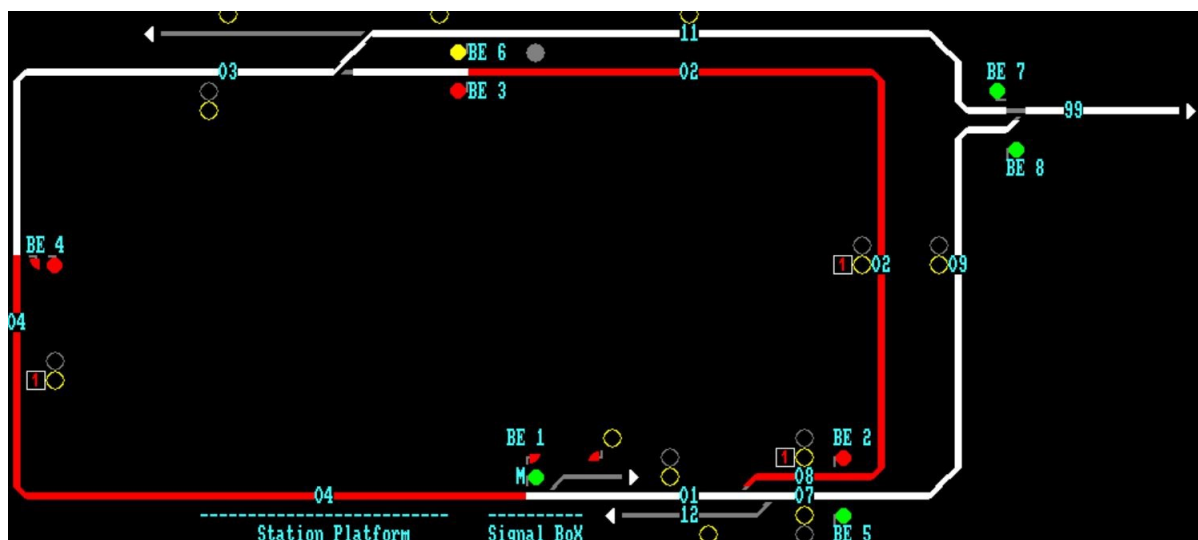 11
BE 6
03
02
BE 7
BE 3
99
BE 8
BE 4
1
02
09
04
1
BE 1
BE 2
1
M
08
04
01
07
12
Station Platform
Signal BoX
BE 5